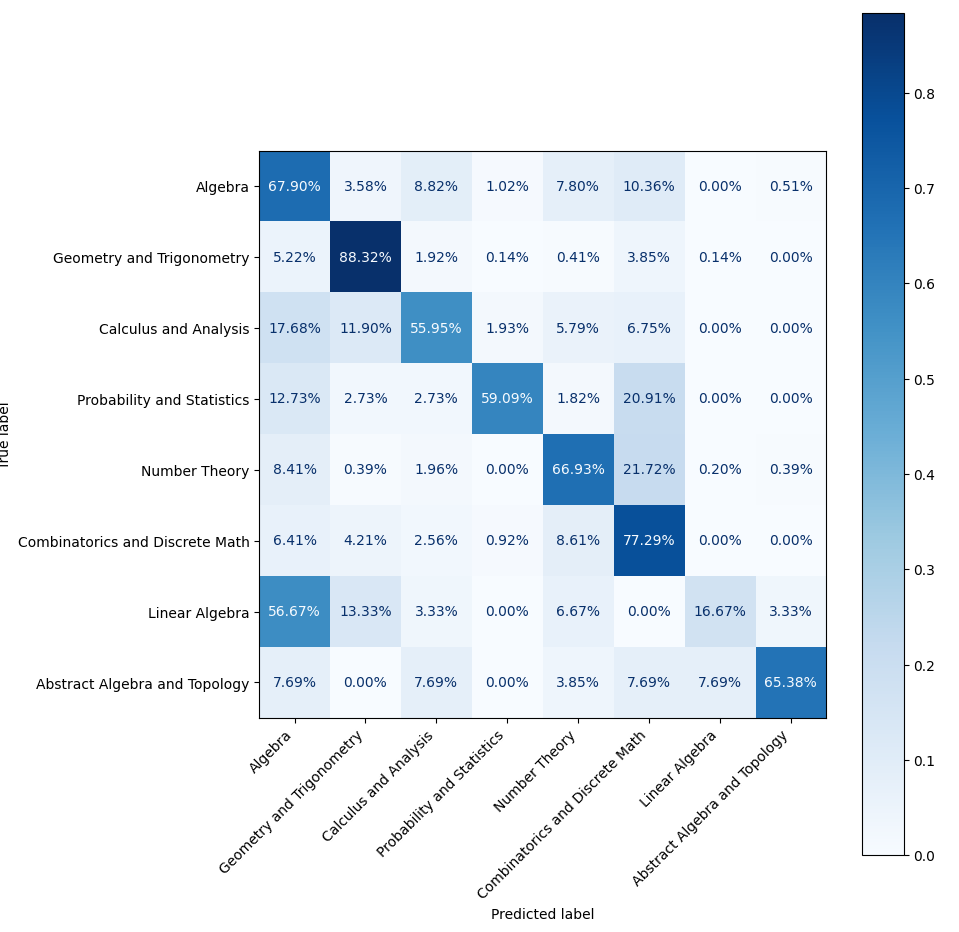 Algebra 67.90% 3.58% 8.82% 1.02% 7.80% 10.36% 0.00% 0.51%
Geometry and Trigonometry 5.22% 88.32% 1.92% 0.14% 0.41% 3.85% 0.14% 0.00%
Calculus and Analysis 17.68% 11.90% 55.95% 1.93% 5.79% 6.75% 0.00% 0.00%
Probability and Statistics 12.73% 2.73% 2.73% 59.09% 1.82% 20.91% 0.00% 0.00%
True label
Number Theory 8.41% 0.39% 1.96% 0.00% 66.93% 21.72% 0.20% 0.39%
Combinatorics and Discrete Math 6.41% 4.21% 2.56% 0.92% 8.61% 77.29% 0.00% 0.00%
Linear Algebra 56.67% 13.33% 3.33% 0.00% 6.67% 0.00% 16.67% 3.33%
Abstract Algebra and Topology 7.69% 0.00% 7.69% 0.00% 3.85% 7.69% 7.69% 65.38%
Algebra
Geometry and Trigonometry
Calculus and Analysis
Probability and Statistics
Number Theory
Combinatorics and Discrete Math
Linear Algebra
Abstract Algebra and Topology
Predicted label
0.8
0.7
0.6
0.5
0.4
0.3
0.2
0.1
0.0